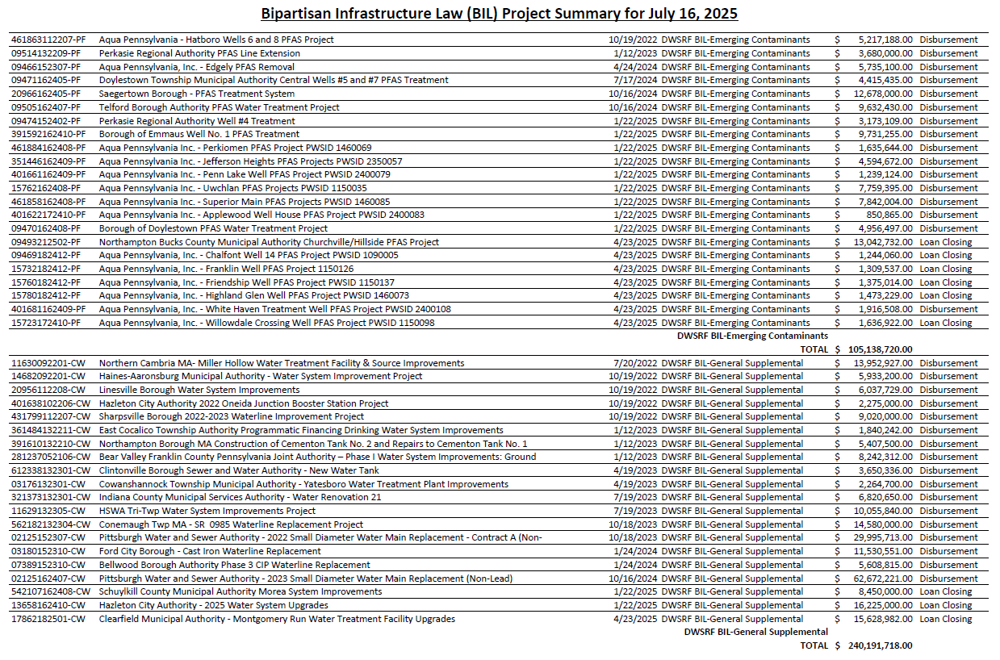 Bipartisan Infrastructure Law (BIL) Project Summary for July 16, 2025
461863112207-PF Aqua Pennsylvania - Hatboro Wells 6 and 8 PFAS Project 10/19/2022 DWSRF BIL-Emerging Contaminants $ 5,217,188.00 Disbursement
09514132209-PF Perkasie Regional Authority PFAS Line Extension 1/12/2023 DWSRF BIL-Emerging Contaminants $ 3,680,000.00 Disbursement
09466152307-PF Aqua Pennsylvania, Inc. - Edgely PFAS Removal 4/24/2024 DWSRF BIL-Emerging Contaminants $ 5,735,100.00 Disbursement
09471162405-PF Doylestown Township Municipal Authority Central Wells #5 and #7 PFAS Treatment 7/17/2024 DWSRF BIL-Emerging Contaminants $ 4,415,435.00 Disbursement
20966162405-PF Saegertown Borough - PFAS Treatment System 10/16/2024 DWSRF BIL-Emerging Contaminants $ 12,678,000.00 Disbursement
09505162407-PF Telford Borough Authority PFAS Water Treatment Project 10/16/2024 DWSRF BIL-Emerging Contaminants $ 9,632,430.00 Disbursement
09474152402-PF Perkasie Regional Authority Well #4 Treatment 1/22/2025 DWSRF BIL-Emerging Contaminants $ 3,173,109.00 Disbursement
391592162410-PF Borough of Emmaus Well No. 1 PFAS Treatment 1/22/2025 DWSRF BIL-Emerging Contaminants $ 9,731,255.00 Disbursement
461884162408-PF Aqua Pennsylvania Inc. - Perkiomen PFAS Project PWSID 1460069 1/22/2025 DWSRF BIL-Emerging Contaminants $ 1,635,644.00 Disbursement
351446162409-PF Aqua Pennsylvania Inc. - Jefferson Heights PFAS Projects PWSID 2350057 1/22/2025 DWSRF BIL-Emerging Contaminants $ 4,594,672.00 Disbursement
401661162409-PF Aqua Pennsylvania Inc. - Penn Lake Well PFAS Project PWSID 2400079 1/22/2025 DWSRF BIL-Emerging Contaminants $ 1,239,124.00 Disbursement
15762162408-PF Aqua Pennsylvania Inc. - Uwchlan PFAS Projects PWSID 1150035 1/22/2025 DWSRF BIL-Emerging Contaminants $ 7,759,395.00 Disbursement
461858162408-PF Aqua Pennsylvania Inc. - Superior Main PFAS Projects PWSID 1460085 1/22/2025 DWSRF BIL-Emerging Contaminants $ 7,842,004.00 Disbursement
401622172410-PF Aqua Pennsylvania Inc. - Applewood Well House PFAS Project PWSID 2400083 1/22/2025 DWSRF BIL-Emerging Contaminants $ 850,865.00 Disbursement
09470162408-PF Borough of Doylestown PFAS Water Treatment Project 1/22/2025 DWSRF BIL-Emerging Contaminants $ 4,956,497.00 Disbursement
09493212502-PF Northampton Bucks County Municipal Authority Churchville/Hillside PFAS Project 4/23/2025 DWSRF BIL-Emerging Contaminants $ 13,042,732.00 Loan Closing
09469182412-PF Aqua Pennsylvania, Inc. - Chalfont Well 14 PFAS Project PWSID 1090005 4/23/2025 DWSRF BIL-Emerging Contaminants $ 1,244,060.00 Loan Closing
15732182412-PF Aqua Pennsylvania, Inc. - Franklin Well PFAS Project 1150126 4/23/2025 DWSRF BIL-Emerging Contaminants $ 1,309,537.00 Loan Closing
15760182412-PF Aqua Pennsylvania, Inc. - Friendship Well PFAS Project PWSID 1150137 4/23/2025 DWSRF BIL-Emerging Contaminants $ 1,375,014.00 Loan Closing
15780182412-PF Aqua Pennsylvania, Inc. - Highland Glen Well PFAS Project PWSID 1460073 4/23/2025 DWSRF BIL-Emerging Contaminants $ 1,473,229.00 Loan Closing
401681162409-PF Aqua Pennsylvania, Inc. - White Haven Treatment Well PFAS Project PWSID 2400108 4/23/2025 DWSRF BIL-Emerging Contaminants $ 1,916,508.00 Disbursement
15723172410-PF Aqua Pennsylvania, Inc. - Willowdale Crossing Well PFAS Project PWSID 1150098 4/23/2025 DWSRF BIL-Emerging Contaminants $ 1,636,922.00 Loan Closing
DWSRF BIL-Emerging Contaminants
TOTAL $ 105,138,720.00
11630092201-CW Northern Cambria MA- Miller Hollow Water Treatment Facility & Source Improvements 7/20/2022 DWSRF BIL-General Supplemental $ 13,952,927.00 Disbursement
14682092201-CW Haines-Aaronsburg Municipal Authority - Water System Improvement Project 10/19/2022 DWSRF BIL-General Supplemental $ 5,933,200.00 Disbursement
20956112208-CW Linesville Borough Water System Improvements 10/19/2022 DWSRF BIL-General Supplemental $ 6,037,729.00 Disbursement
401638102206-CW Hazleton City Authority 2022 Oneida Junction Booster Station Project 10/19/2022 DWSRF BIL-General Supplemental $ 2,275,000.00 Disbursement
431799112207-CW Sharpsville Borough 2022-2023 Waterline Improvement Project 10/19/2022 DWSRF BIL-General Supplemental $ 9,020,000.00 Disbursement
361484132211-CW East Cocalico Township Authority Programmatic Financing Drinking Water System Improvements 1/12/2023 DWSRF BIL-General Supplemental $ 1,840,242.00 Disbursement
391610132210-CW Northampton Borough MA Construction of Cementon Tank No. 2 and Repairs to Cementon Tank No. 1 1/12/2023 DWSRF BIL-General Supplemental $ 5,407,500.00 Disbursement
281237052106-CW Bear Valley Franklin County Pennsylvania Joint Authority – Phase I Water System Improvements: Ground 1/12/2023 DWSRF BIL-General Supplemental $ 8,242,312.00 Disbursement
612338132301-CW Clintonville Borough Sewer and Water Authority - New Water Tank 4/19/2023 DWSRF BIL-General Supplemental $ 3,650,336.00 Disbursement
03176132301-CW Cowanshannock Township Municipal Authority - Yatesboro Water Treatment Plant Improvements 4/19/2023 DWSRF BIL-General Supplemental $ 2,264,700.00 Disbursement
321373132301-CW Indiana County Municipal Services Authority - Water Renovation 21 7/19/2023 DWSRF BIL-General Supplemental $ 6,820,650.00 Disbursement
11629132305-CW HSWA Tri-Twp Water System Improvements Project 7/19/2023 DWSRF BIL-General Supplemental $ 10,055,840.00 Disbursement
562182132304-CW Conemaugh Twp MA - SR 0985 Waterline Replacement Project 10/18/2023 DWSRF BIL-General Supplemental $ 14,580,000.00 Disbursement
02125152307-CW Pittsburgh Water and Sewer Authority - 2022 Small Diameter Water Main Replacement - Contract A (Non- 10/18/2023 DWSRF BIL-General Supplemental $ 29,995,713.00 Disbursement
03180152310-CW Ford City Borough - Cast Iron Waterline Replacement 1/24/2024 DWSRF BIL-General Supplemental $ 11,530,551.00 Disbursement
07389152310-CW Bellwood Borough Authority Phase 3 CIP Waterline Replacement 1/24/2024 DWSRF BIL-General Supplemental $ 5,608,815.00 Disbursement
02125162407-CW Pittsburgh Water and Sewer Authority - 2023 Small Diameter Water Main Replacement (Non-Lead) 10/16/2024 DWSRF BIL-General Supplemental $ 62,672,221.00 Disbursement
542107162408-CW Schuylkill County Municipal Authority Morea System Improvements 1/22/2025 DWSRF BIL-General Supplemental $ 8,450,000.00 Loan Closing
13658162410-CW Hazleton City Authority - 2025 Water System Upgrades 1/22/2025 DWSRF BIL-General Supplemental $ 16,225,000.00 Loan Closing
17862182501-CW Clearfield Municipal Authority - Montgomery Run Water Treatment Facility Upgrades 4/23/2025 DWSRF BIL-General Supplemental $ 15,628,982.00 Loan Closing
DWSRF BIL-General Supplemental
TOTAL $ 240,191,718.00